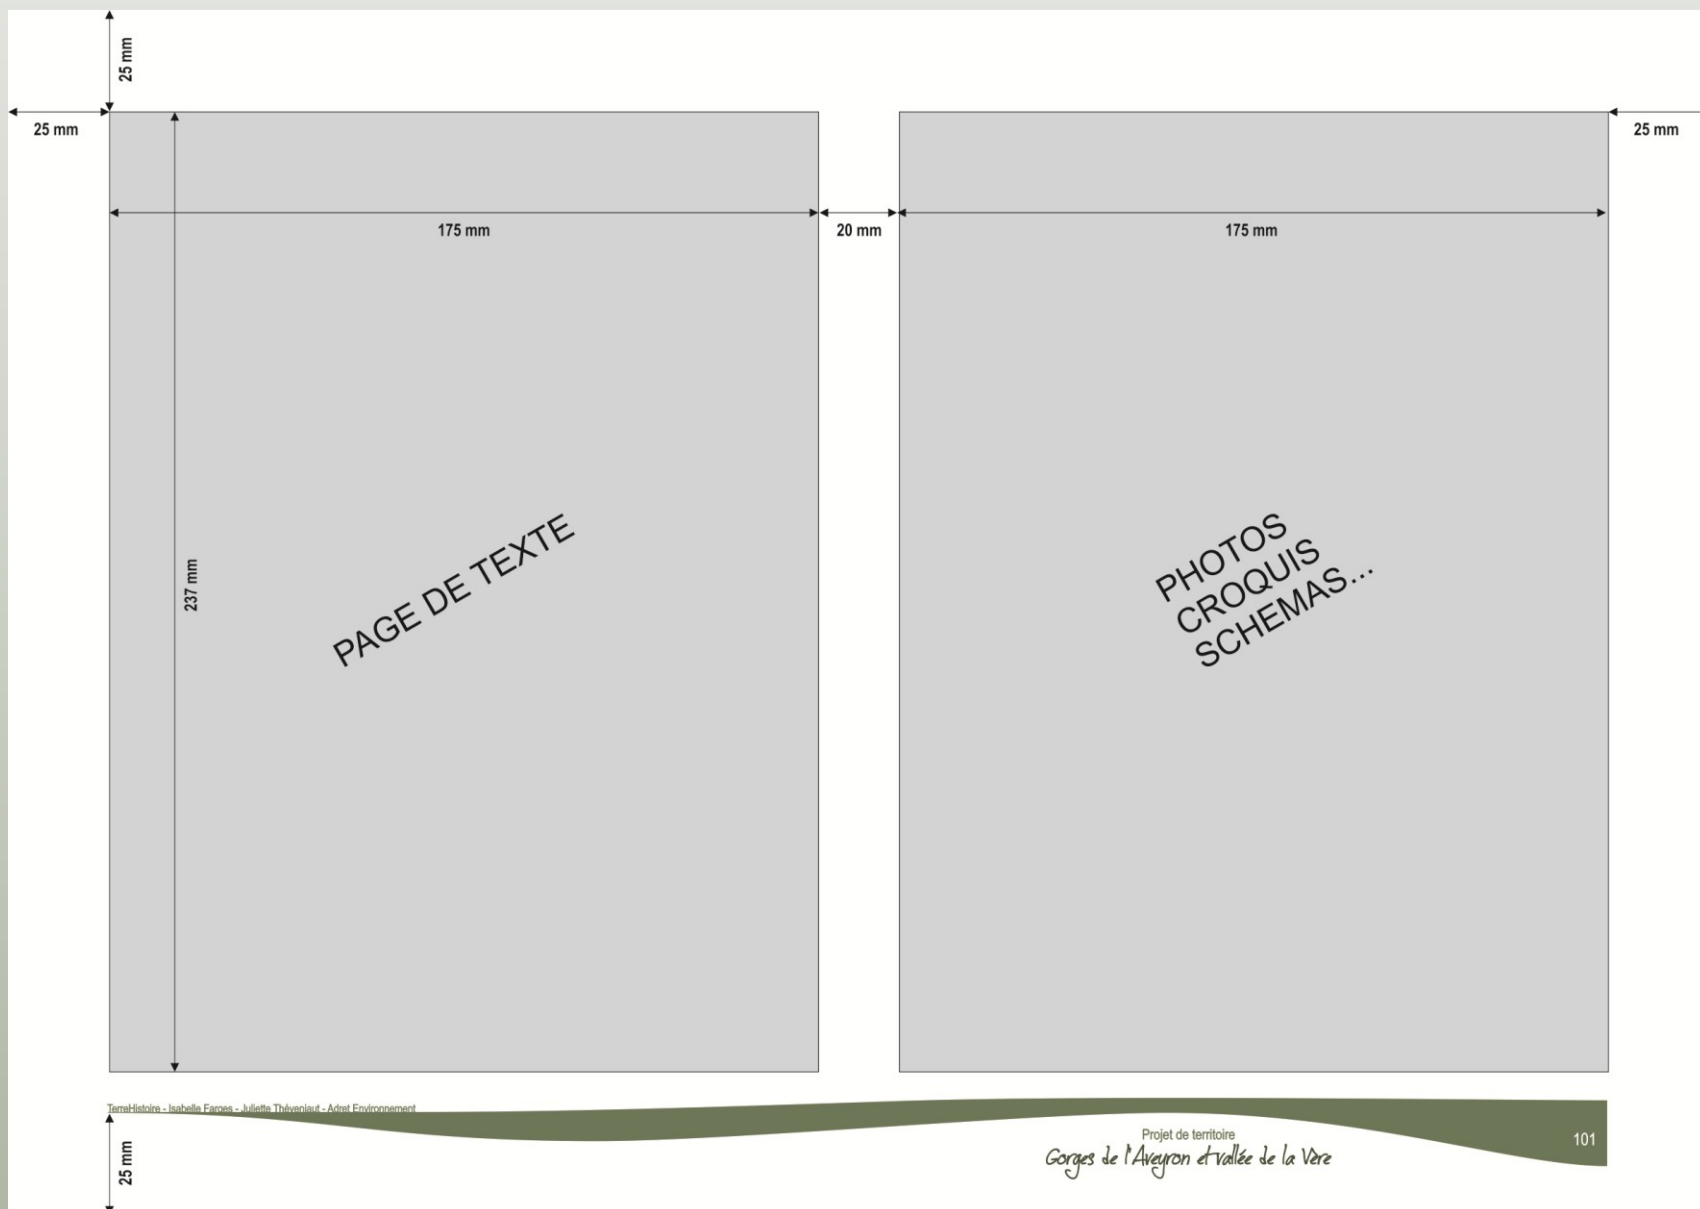 25 mm
25 mm
25 mm
175 mm
20 mm
175 mm
237 mm
PAGE DE TEXTE
PHOTOS
CROQUIS
SCHEMAS...
TerreHistoire - Isabelle Farges - Juliette Théveniaut - Adret Environnement
Projet de territoire
101
Gorges de l'Aveyron et vallée de la Vère
25 mm